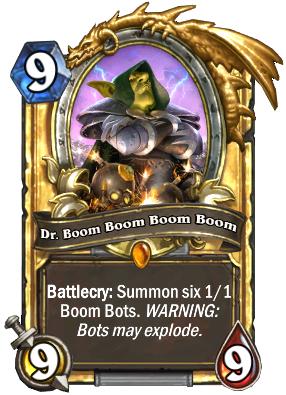 9
Dr. Boom Boom Boom Boom
Battlecry: Summon six 1/1
Boom Bots. WARNING:
Bots may explode.
9
9